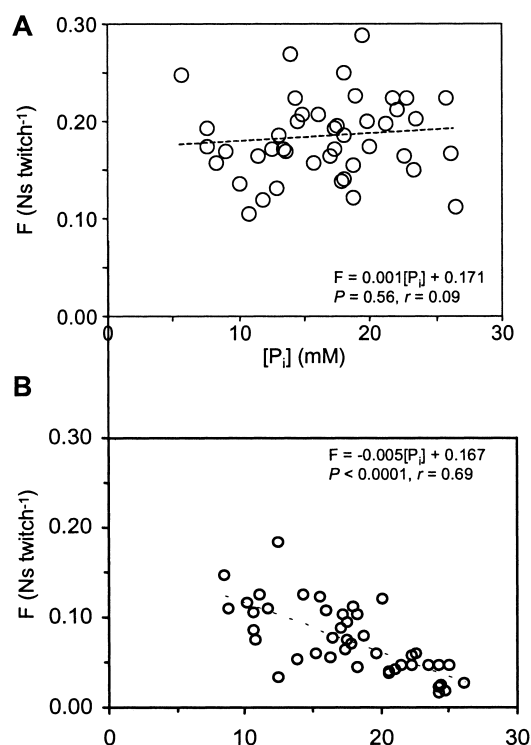 A
0.30
0.20
0.10
0.00
F (Ns twitch-1)
F = 0.001[Pi] + 0.171
P = 0.56, r = 0.09
0 10 20 30
[Pi] (mM)
B
0.30
0.20
0.10
0.00
F (Ns twitch-1)
F = -0.005[Pi] + 0.167
P < 0.0001, r = 0.69
0 10 20 30